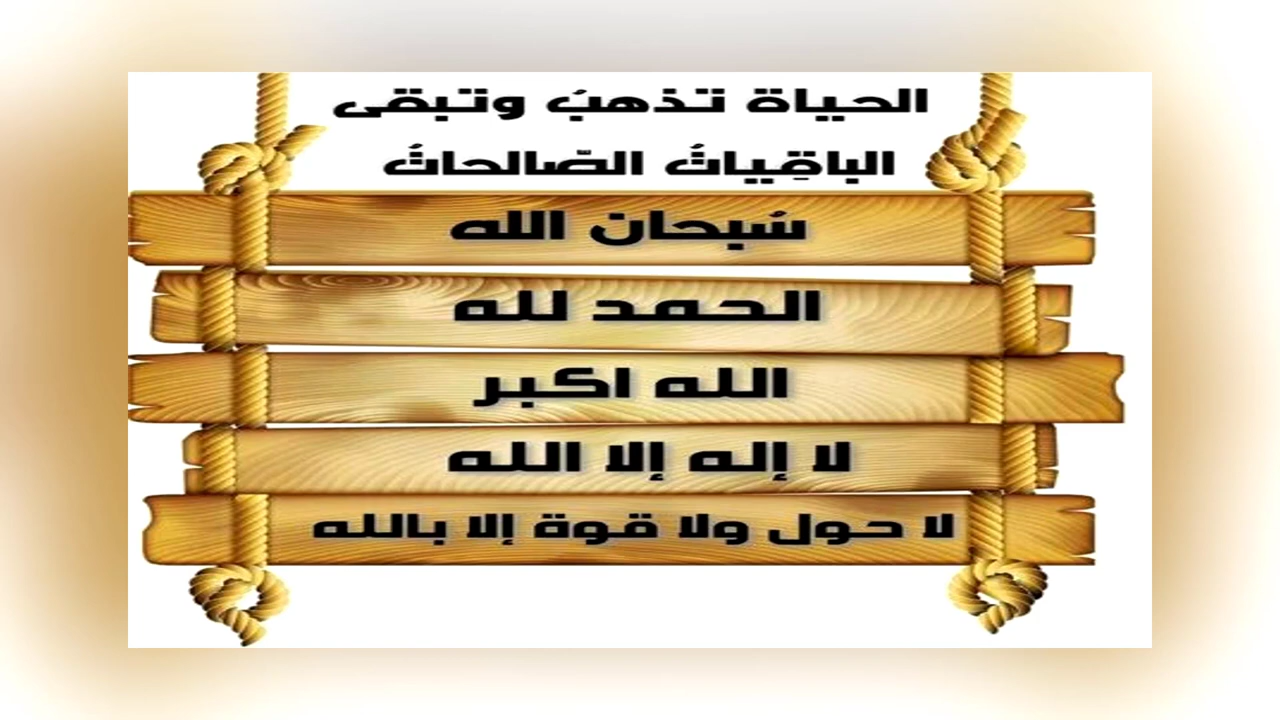 الحياة تذهبُ وتبقى
الباقِياتُ الصّالحاتُ
سُبحان الله
الحمد لله
الله اكبر
لا إله إلا الله
لا حول ولا قوة إلا بالله